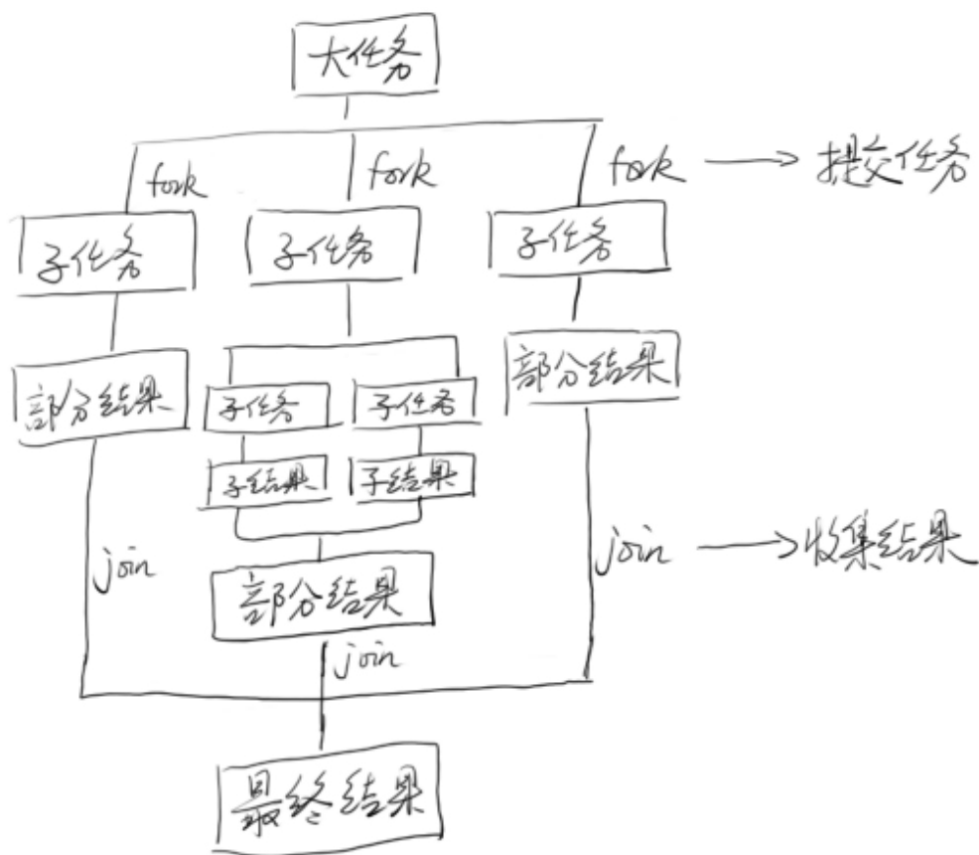 大任务
fork fork fork → 提交任务
子任务 子任务 子任务
部分结果 部分结果
子任务 子任务
子结果 子结果
join join → 收集结果
部分结果
join
最终结果